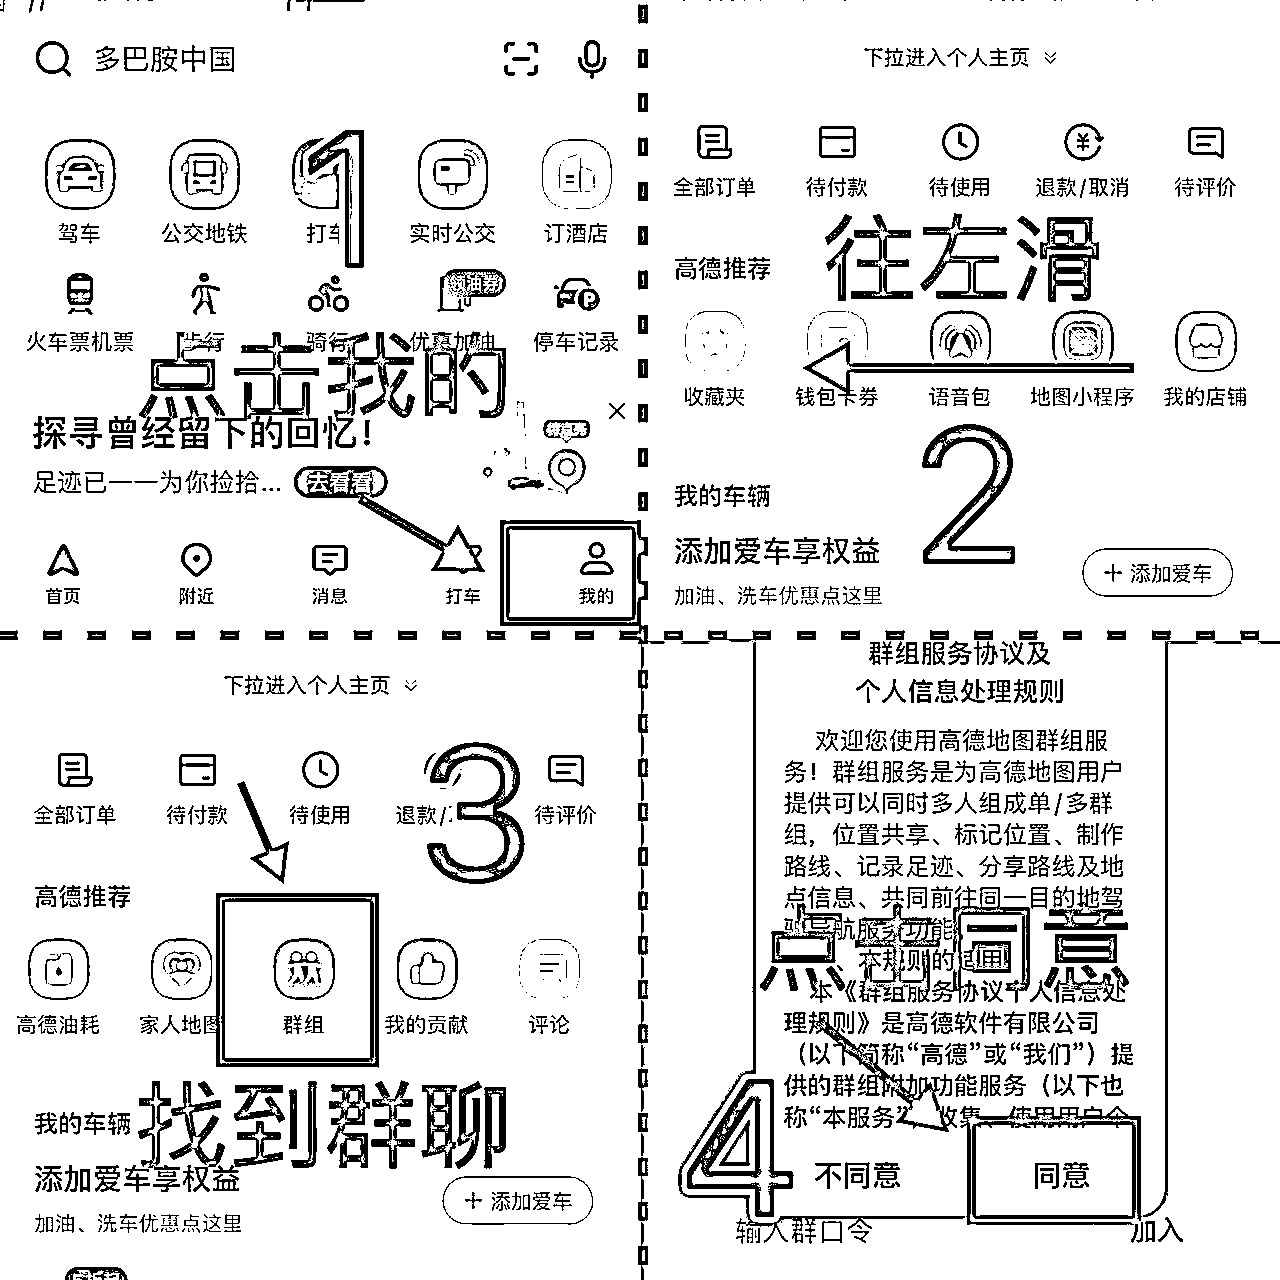 多巴胺中国
1
驾车 公交地铁 打车 实时公交 订酒店
加油券
火车票机票 步行 骑行 优惠加油 停车记录
点击我的
探寻曾经留下的回忆!
足迹已一一为你捡拾... 去看看
首页 附近 消息 打车 我的
下拉进入个人主页
全部订单 待付款 待使用 退款/取消 待评价
往左滑
高德推荐
收藏夹 钱包卡券 语音包 地图小程序 我的店铺
2
我的车辆
添加爱车享权益
加油、洗车优惠点这里
+ 添加爱车
下拉进入个人主页
3
全部订单 待付款 待使用 退款/ 待评价
高德推荐
高德油耗 家人地图 群组 我的贡献 评论
找到群聊
我的车辆
添加爱车享权益
加油、洗车优惠点这里
+ 添加爱车
群组服务协议及
个人信息处理规则
欢迎您使用高德地图群组服
务！群组服务是为高德地图用户
提供可以同时多人组成单/多群
组，位置共享、标记位置、制作
路线、记录足迹、分享路线及地
点信息、共同前往同一目的地驾
驶导航服务功能
点击同意
本规则的
本《群组服务协议个人信息处
理规则》是高德软件有限公司
（以下简称“高德”或“我们”）提
供的群组附加功能服务（以下也
称“本服务” 收集、使用用户个
4
不同意 同意
输入群口令 加入